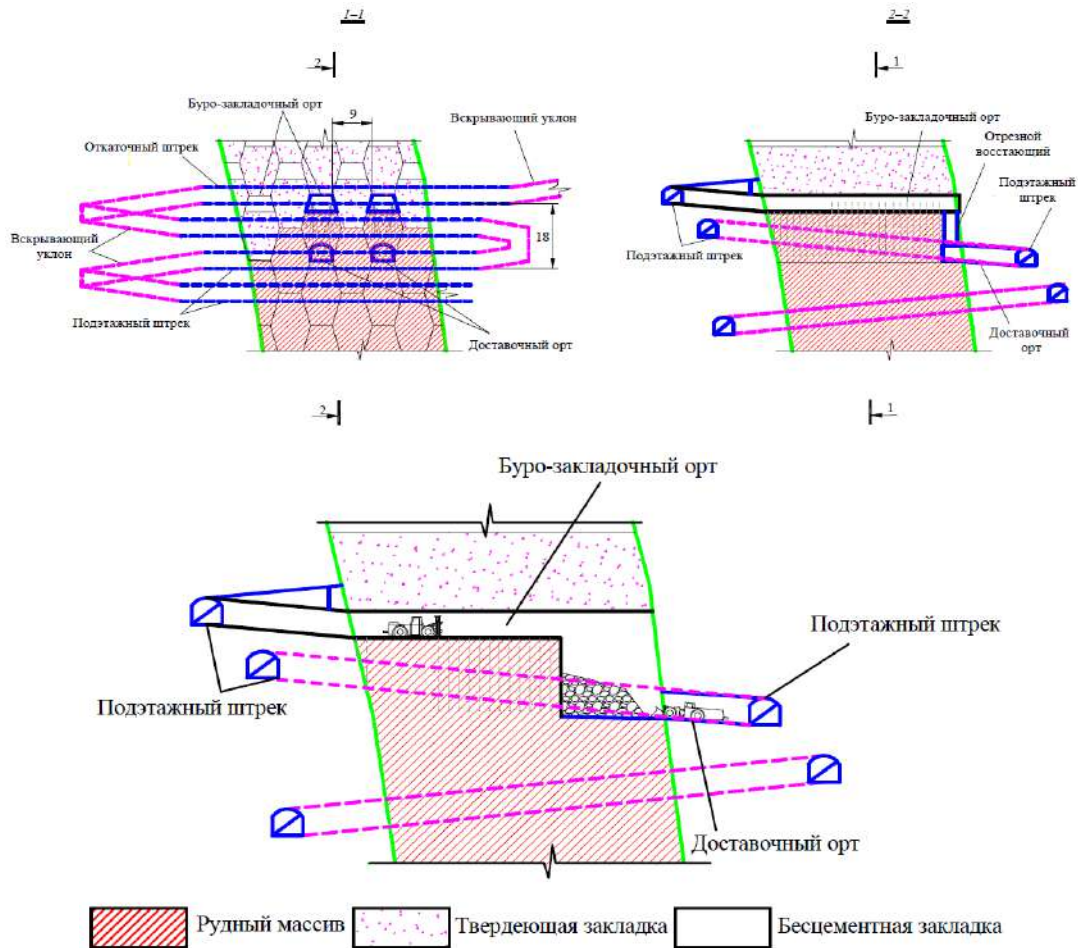 1–1
2–2
2
1
Буро-закладочный орт
9
Вскрывающий уклон
Буро-закладочный орт
Откаточный штрек
Отрезной
восстающий
Подэтажный
штрек
Вскрывающий
уклон
18
Подэтажный штрек
Подэтажный штрек
Доставочный орт
Доставочный
орт
2
1
Буро-закладочный орт
Подэтажный штрек
Подэтажный штрек
Доставочный орт
Рудный массив
Твердеющая закладка
Бесцементная закладка